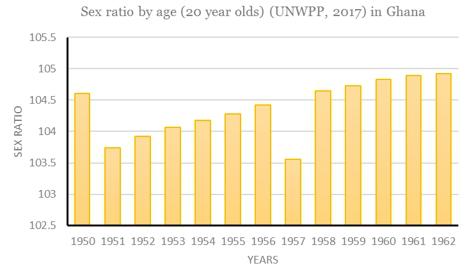 Sex ratio by age (20 year olds) (UNWPP, 2017) in Ghana
105.5
105
104.5
104
103.5
103
102.5
SEX RATIO
1950 1951 1952 1953 1954 1955 1956 1957 1958 1959 1960 1961 1962
YEARS